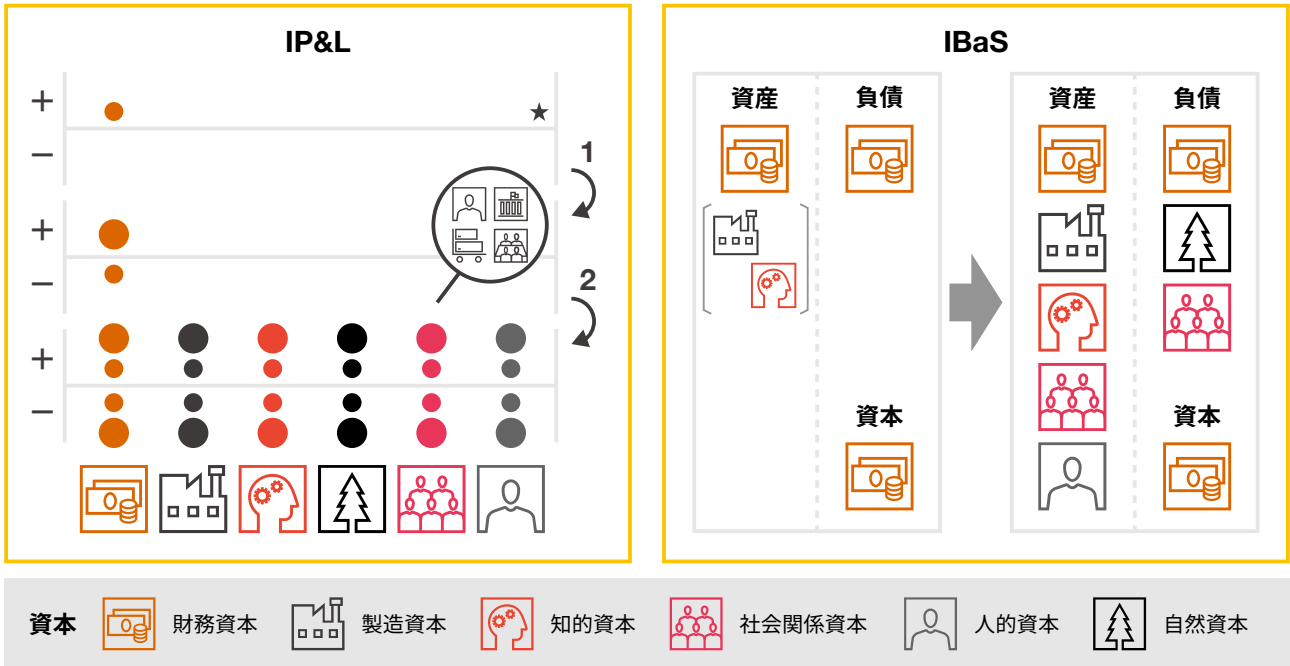 IP&L
+
★
−
1
+
−
2
+
−
IBaS
資産
負債
資本
資産
負債
資本
資本
財務資本
製造資本
知的資本
社会関係資本
人的資本
自然資本